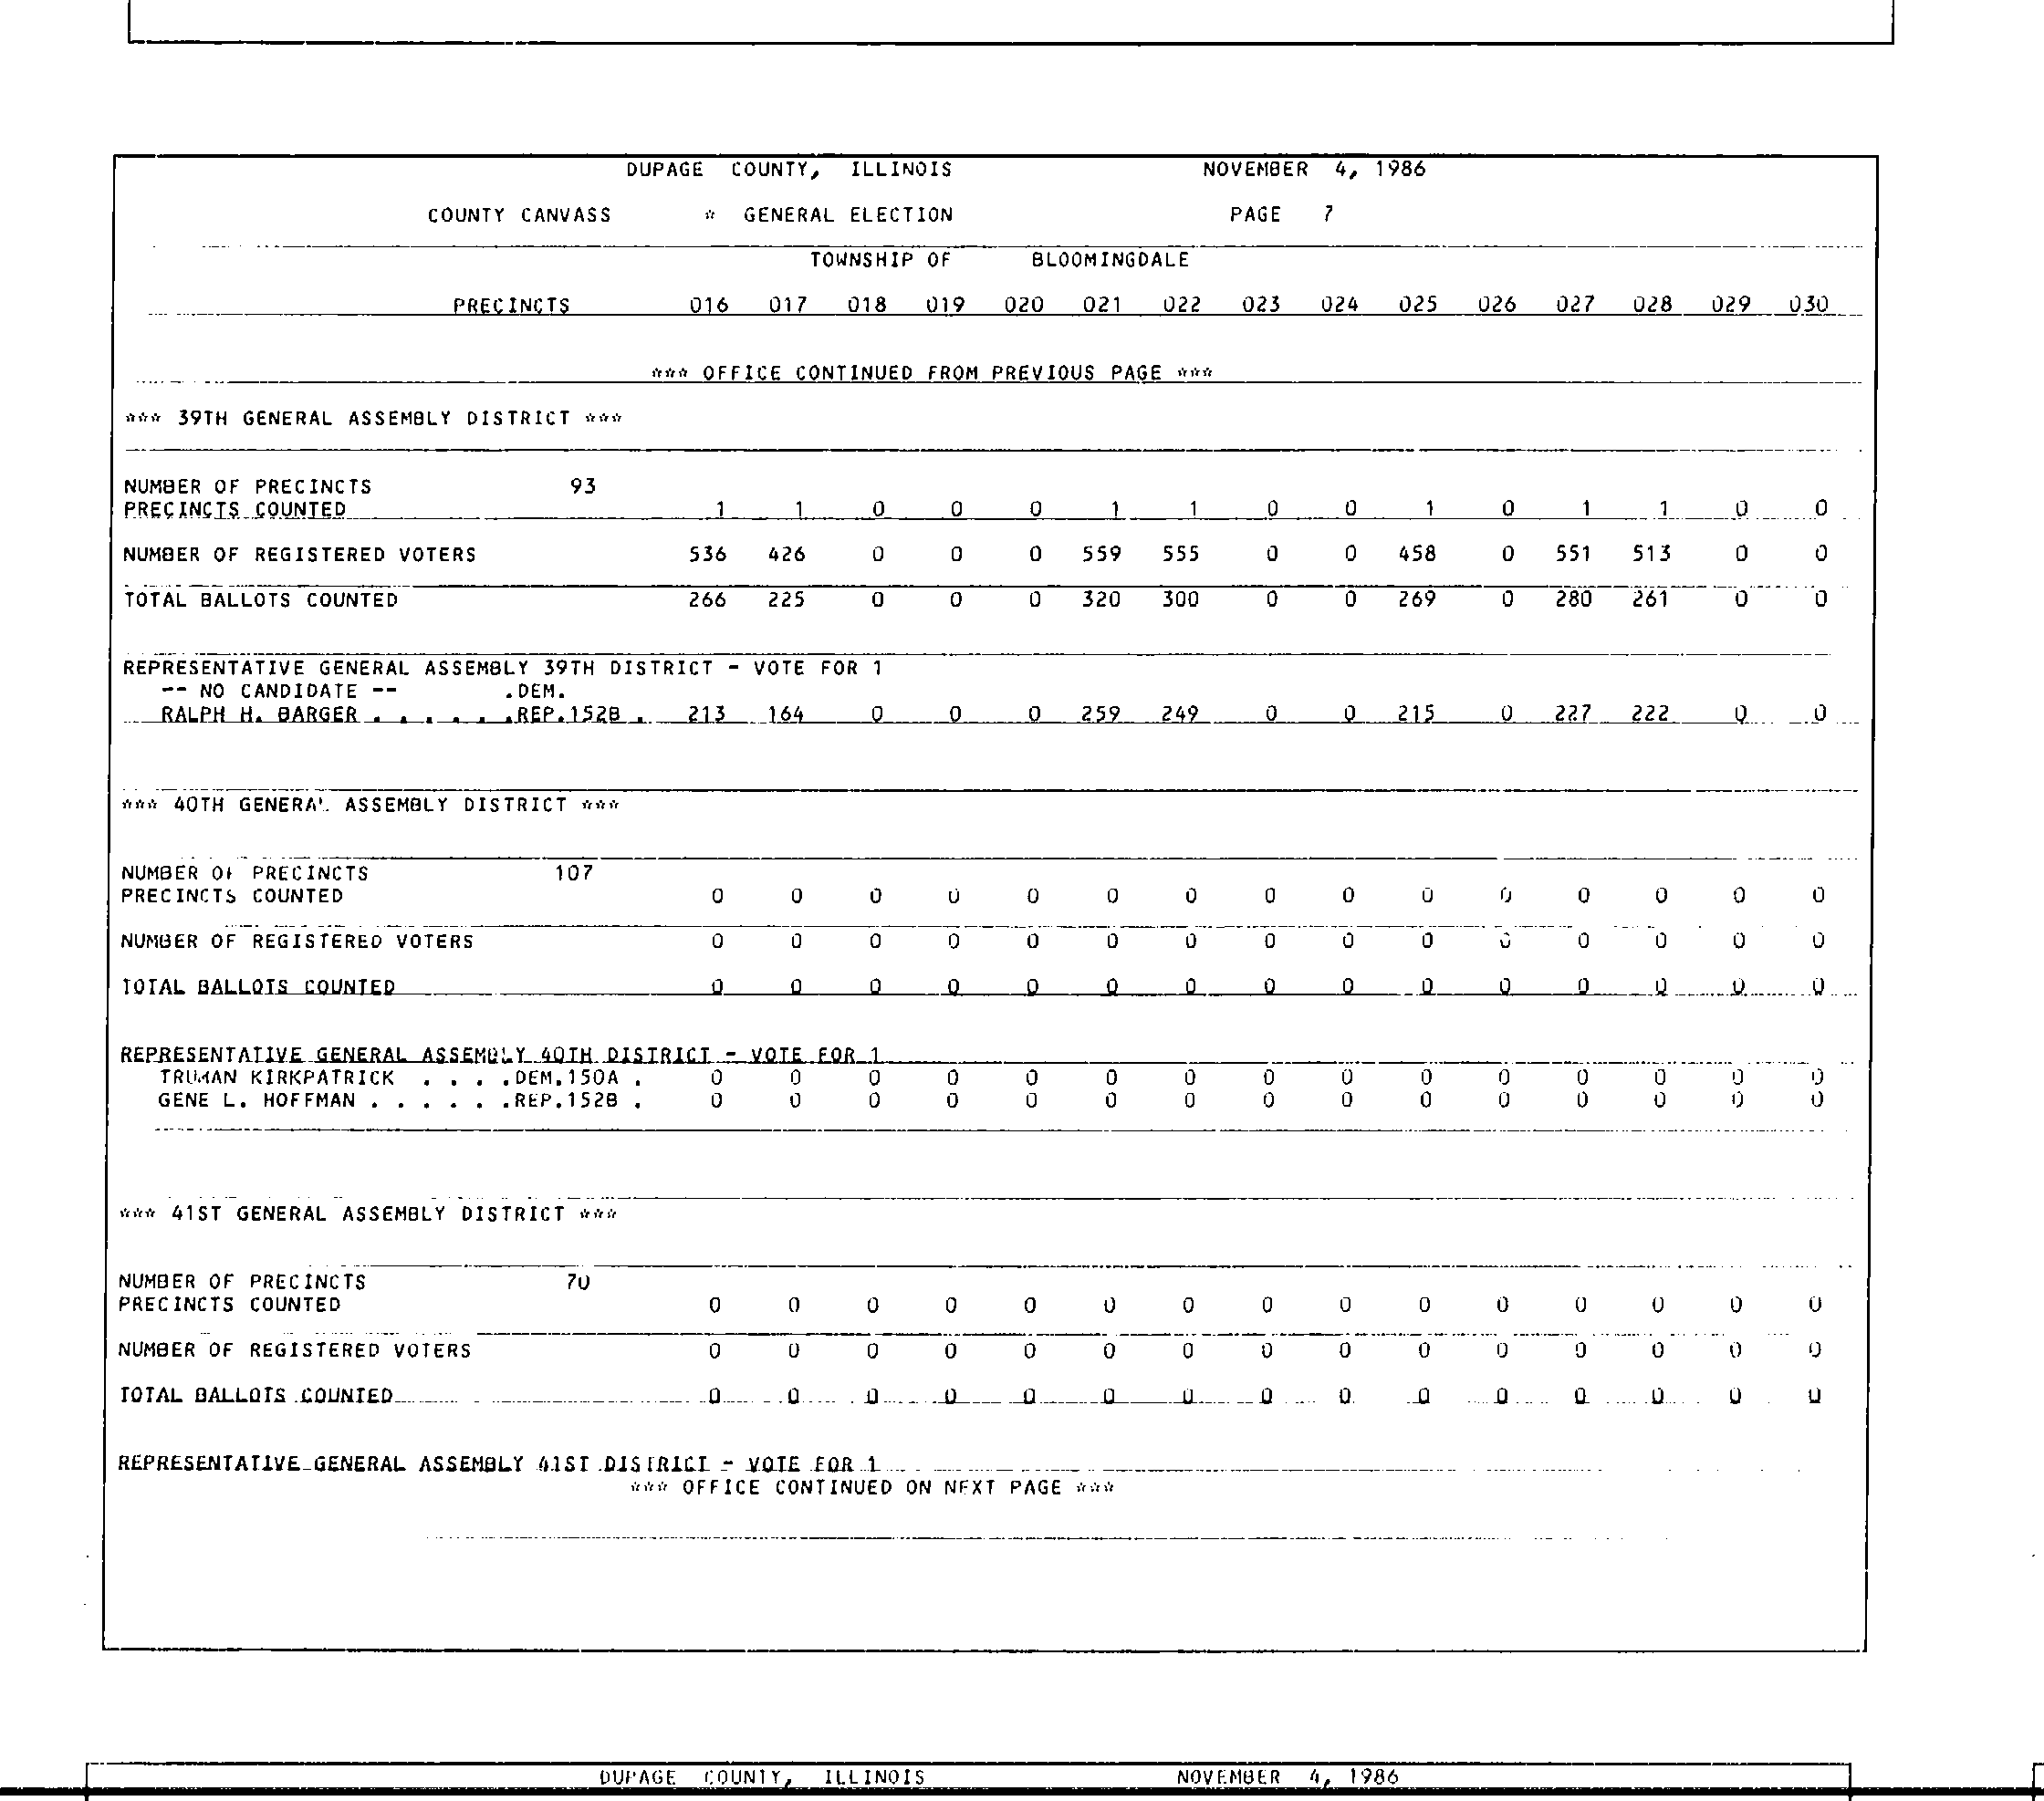 DUPAGE COUNTY, ILLINOIS NOVEMBER 4, 1986
COUNTY CANVASS * GENERAL ELECTION PAGE 7
TOWNSHIP OF BLOOMINGDALE
PRECINCTS 016 017 018 019 020 021 022 023 024 025 026 027 028 029 030
*** OFFICE CONTINUED FROM PREVIOUS PAGE ***
*** 39TH GENERAL ASSEMBLY DISTRICT ***
NUMBER OF PRECINCTS 93
PRECINCTS COUNTED 1 1 0 0 0 1 1 0 0 1 0 1 1 0 0
NUMBER OF REGISTERED VOTERS 536 426 0 0 0 559 555 0 0 458 0 551 513 0 0
TOTAL BALLOTS COUNTED 266 225 0 0 0 320 300 0 0 269 0 280 261 0 0
REPRESENTATIVE GENERAL ASSEMBLY 39TH DISTRICT - VOTE FOR 1
-- NO CANDIDATE -- .DEM.
RALPH H. BARGER . . . . . .REP.152B . 213 164 0 0 0 259 249 0 0 215 0 227 222 0 0
*** 40TH GENERAL ASSEMBLY DISTRICT ***
NUMBER OF PRECINCTS 107
PRECINCTS COUNTED 0 0 0 0 0 0 0 0 0 0 0 0 0 0 0
NUMBER OF REGISTERED VOTERS 0 0 0 0 0 0 0 0 0 0 0 0 0 0 0
TOTAL BALLOTS COUNTED 0 0 0 0 0 0 0 0 0 0 0 0 0 0 0
REPRESENTATIVE GENERAL ASSEMBLY 40TH DISTRICT - VOTE FOR 1
TRUMAN KIRKPATRICK . . . .DEM.150A . 0 0 0 0 0 0 0 0 0 0 0 0 0 0 0
GENE L. HOFFMAN . . . . . .REP.152B . 0 0 0 0 0 0 0 0 0 0 0 0 0 0 0
*** 41ST GENERAL ASSEMBLY DISTRICT ***
NUMBER OF PRECINCTS 70
PRECINCTS COUNTED 0 0 0 0 0 0 0 0 0 0 0 0 0 0 0
NUMBER OF REGISTERED VOTERS 0 0 0 0 0 0 0 0 0 0 0 0 0 0 0
TOTAL BALLOTS COUNTED 0 0 0 0 0 0 0 0 0 0 0 0 0 0 0
REPRESENTATIVE GENERAL ASSEMBLY 41ST DISTRICT - VOTE FOR 1
*** OFFICE CONTINUED ON NEXT PAGE ***
DUPAGE COUNTY, ILLINOIS NOVEMBER 4, 1986